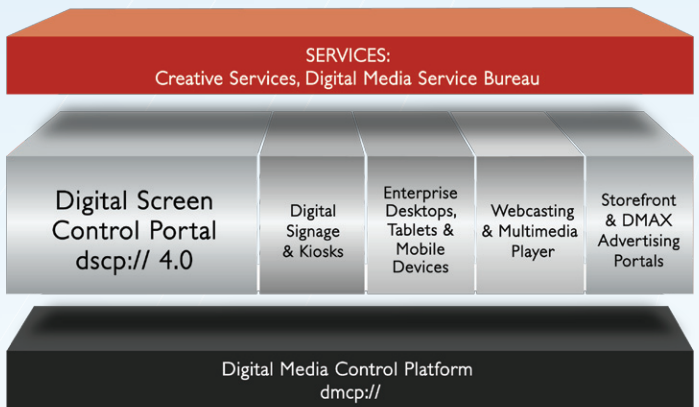 SERVICES:
Creative Services, Digital Media Service Bureau
Digital Screen
Control Portal
dscp:// 4.0
Digital
Signage
& Kiosks
Enterprise
Desktops,
Tablets &
Mobile
Devices
Webcasting
& Multimedia
Player
Storefront
& DMAX
Advertising
Portals
Digital Media Control Platform
dmcp://